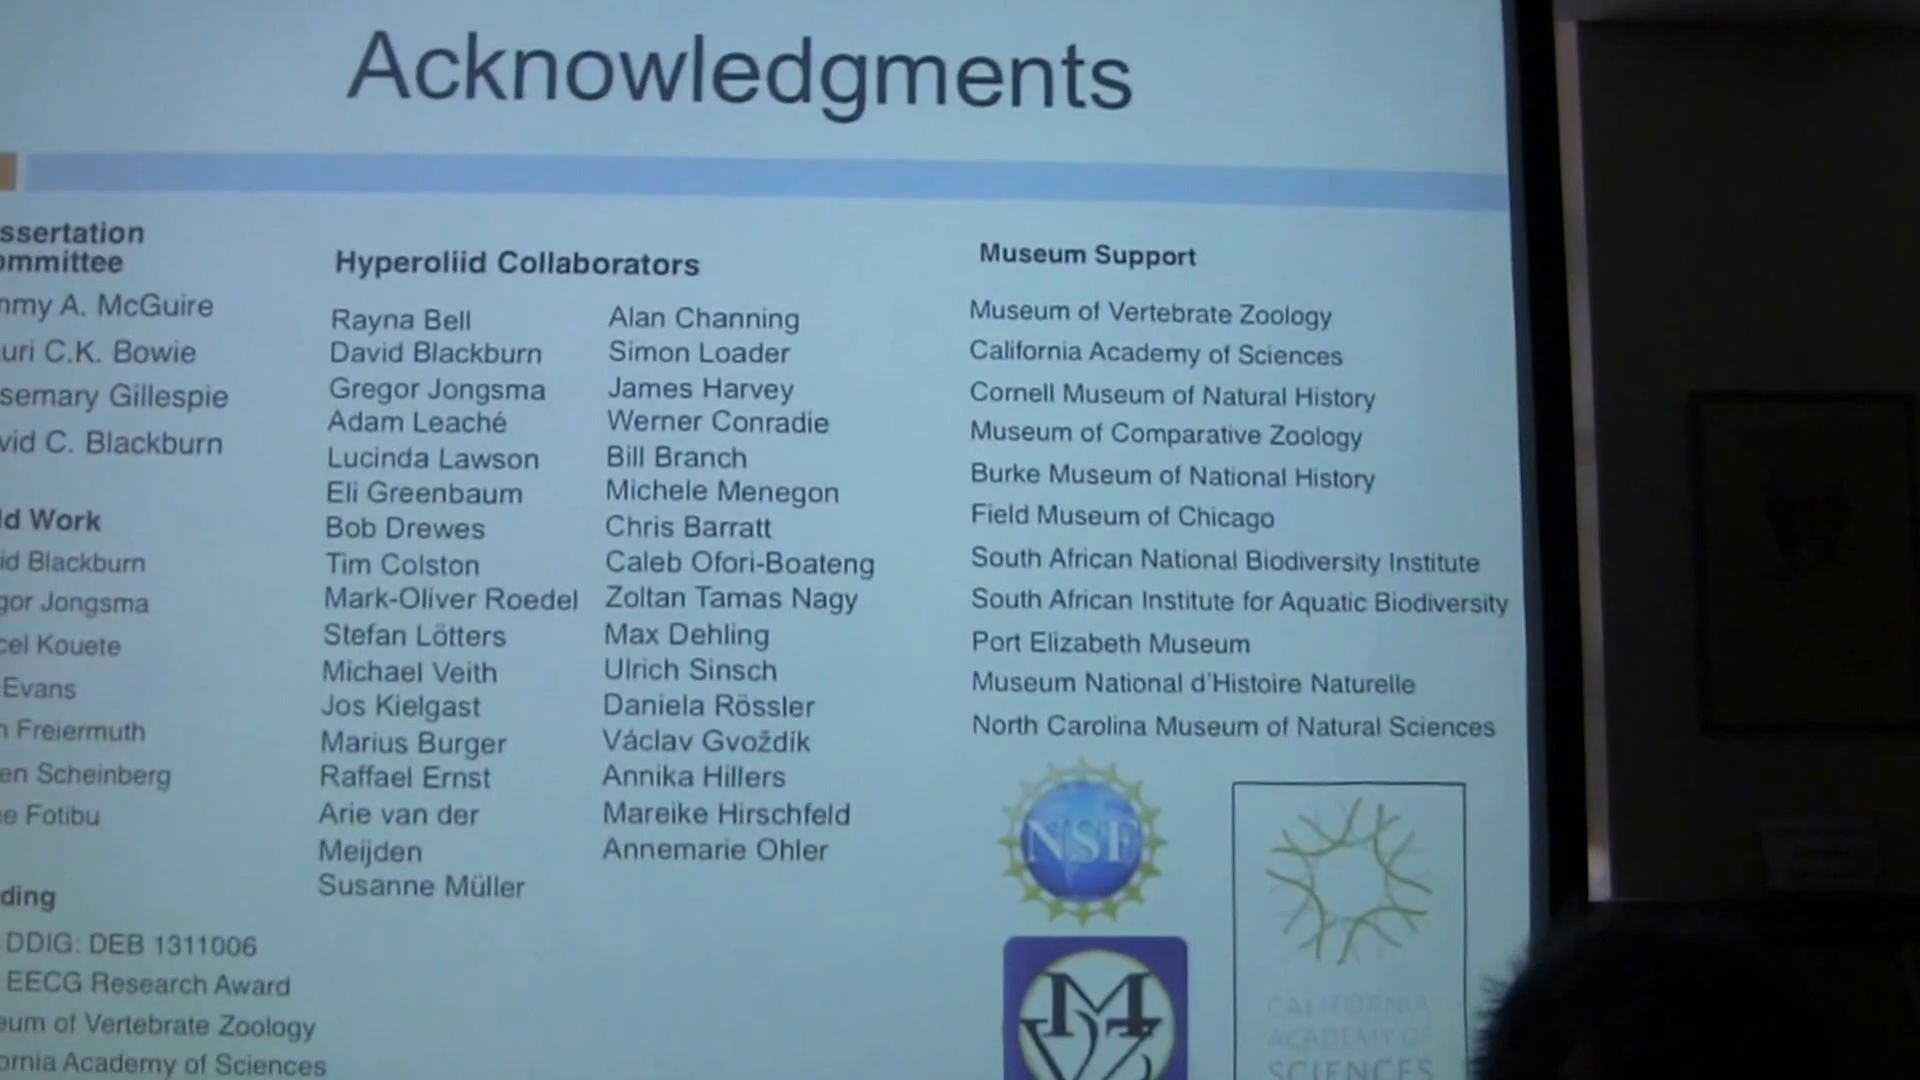 Acknowledgments
ssertation
ommittee
mmy A. McGuire
uri C.K. Bowie
semary Gillespie
vid C. Blackburn
ld Work
id Blackburn
gor Jongsma
cel Kouete
Evans
n Freiermuth
en Scheinberg
e Fotibu
ding
DDIG: DEB 1311006
EECG Research Award
eum of Vertebrate Zoology
ornia Academy of Sciences
Hyperoliid Collaborators
Rayna Bell
David Blackburn
Gregor Jongsma
Adam Leaché
Lucinda Lawson
Eli Greenbaum
Bob Drewes
Tim Colston
Mark-Oliver Roedel
Stefan Lötters
Michael Veith
Jos Kielgast
Marius Burger
Raffael Ernst
Arie van der
Meijden
Susanne Müller
Alan Channing
Simon Loader
James Harvey
Werner Conradie
Bill Branch
Michele Menegon
Chris Barratt
Caleb Ofori-Boateng
Zoltan Tamas Nagy
Max Dehling
Ulrich Sinsch
Daniela Rössler
Václav Gvoždík
Annika Hillers
Mareike Hirschfeld
Annemarie Ohler
Museum Support
Museum of Vertebrate Zoology
California Academy of Sciences
Cornell Museum of Natural History
Museum of Comparative Zoology
Burke Museum of National History
Field Museum of Chicago
South African National Biodiversity Institute
South African Institute for Aquatic Biodiversity
Port Elizabeth Museum
Museum National d'Histoire Naturelle
North Carolina Museum of Natural Sciences
NSF
MVZ
CALIFORNIA
ACADEMY OF
SCIENCES